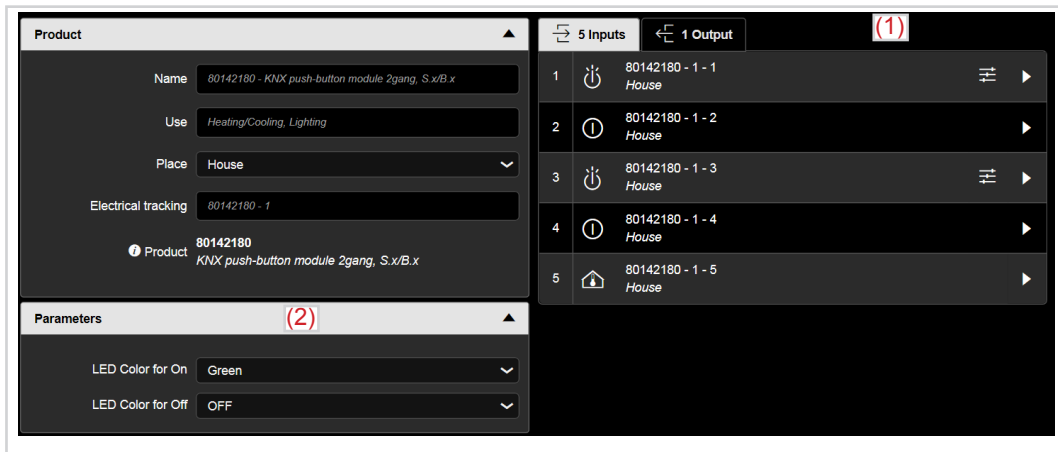 Product
Name
80142180 - KNX push-button module 2gang, S.x/B.x
Use
Heating/Cooling, Lighting
Place
House
Electrical tracking
80142180 - 1
Product
80142180
KNX push-button module 2gang, S.x/B.x
Parameters
(2)
LED Color for On
Green
LED Color for Off
OFF
5 Inputs
1 Output
(1)
1
80142180 - 1 - 1
House
2
80142180 - 1 - 2
House
3
80142180 - 1 - 3
House
4
80142180 - 1 - 4
House
5
80142180 - 1 - 5
House